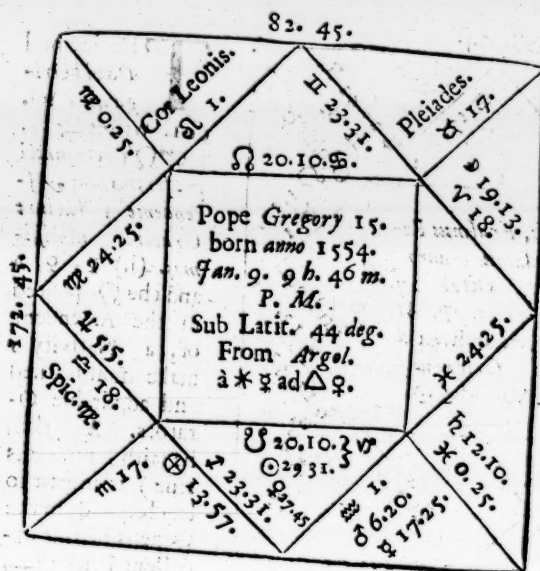 82. 45.
♍ 0.25.
Cor Leonis.
♌ 1.
♊ 23.31.
Pleiades.
♉ 17.
☊ 20.10.♋.
☽ 19.13.
♈ 18.
Pope Gregory 15.
born anno 1554.
Jan. 9. 9 h. 46 m.
P. M.
Sub Latit. 44 deg.
From Argol.
à ⚹ ☿ ad △ ♀.
♍ 24.25.
172. 45.
♃ 5.5.
♎ 18.
Spic. ♍.
♓ 24.25.
♏ 17.
⊗ 13.57.
♐ 23.31.
☋ 20.10. } ♑
☉ 29 31. }
♀ 27.45
♒ 1.
♂ 6.20.
☿ 17.25.
♄ 12.10.
♓ 0.25.